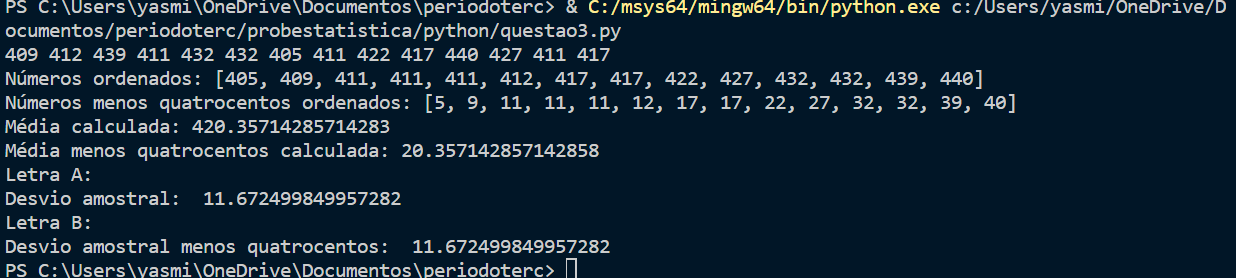 PS C:\Users\yasmi\OneDrive\Documentos\periodoterc> & C:/msys64/mingw64/bin/python.exe c:/Users/yasmi/OneDrive/D
ocumentos/periodoterc/probestatistica/python/questao3.py
409 412 439 411 432 432 405 411 422 417 440 427 411 417
Números ordenados: [405, 409, 411, 411, 411, 412, 417, 417, 422, 427, 432, 432, 439, 440]
Números menos quatrocentos ordenados: [5, 9, 11, 11, 11, 12, 17, 17, 22, 27, 32, 32, 39, 40]
Média calculada: 420.35714285714283
Média menos quatrocentos calculada: 20.357142857142858
Letra A:
Desvio amostral:  11.672499849957282
Letra B:
Desvio amostral menos quatrocentos:  11.672499849957282
PS C:\Users\yasmi\OneDrive\Documentos\periodoterc>